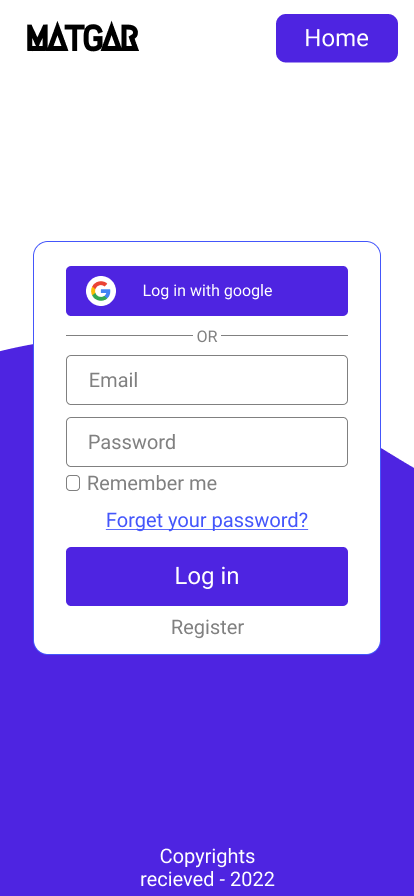 MATGAR
Home
Log in with google
OR
Email
Password
Remember me
Forget your password?
Log in
Register
Copyrights
recieved - 2022